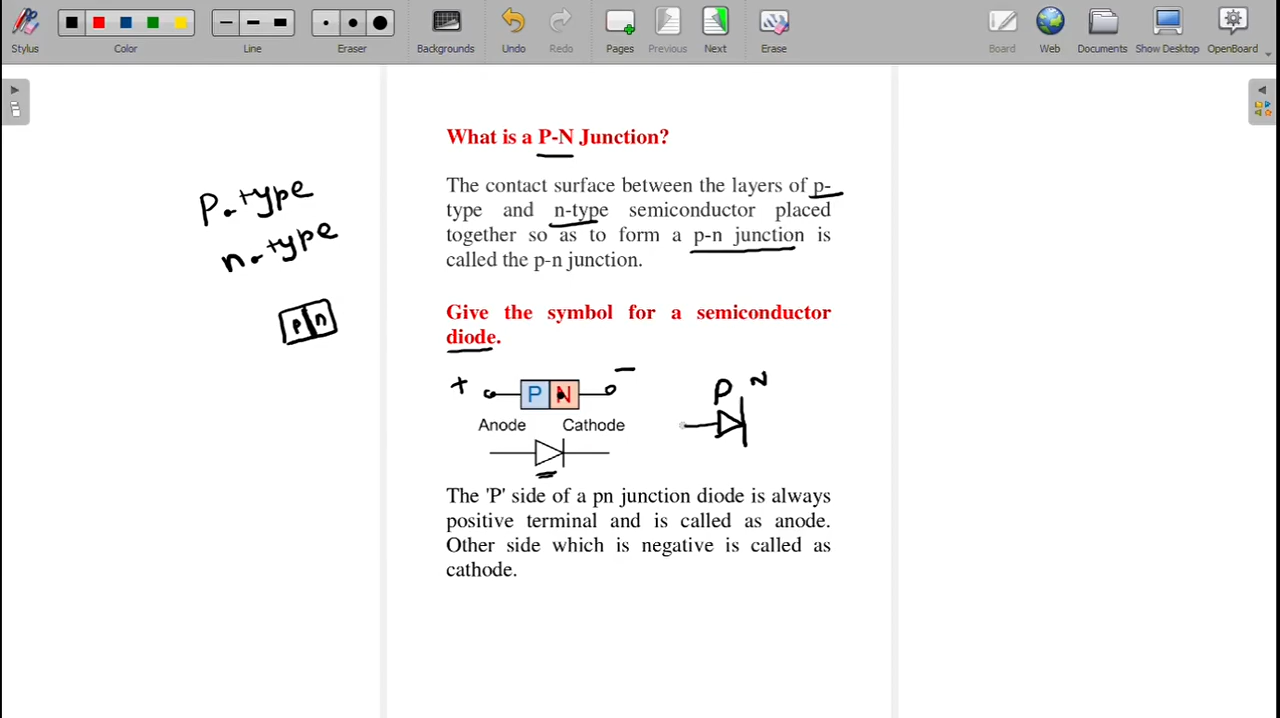 Stylus
Color
Line
Eraser
Backgrounds
Undo
Redo
Pages
Previous
Next
Erase
Board
Web
Documents
Show Desktop
OpenBoard
What is a P-N Junction?
The contact surface between the layers of p-
type and n-type semiconductor placed
together so as to form a p-n junction is
called the p-n junction.
P-type
n-type
p n
Give the symbol for a semiconductor
diode.
+ P N -
Anode Cathode
P N
The 'P' side of a pn junction diode is always
positive terminal and is called as anode.
Other side which is negative is called as
cathode.